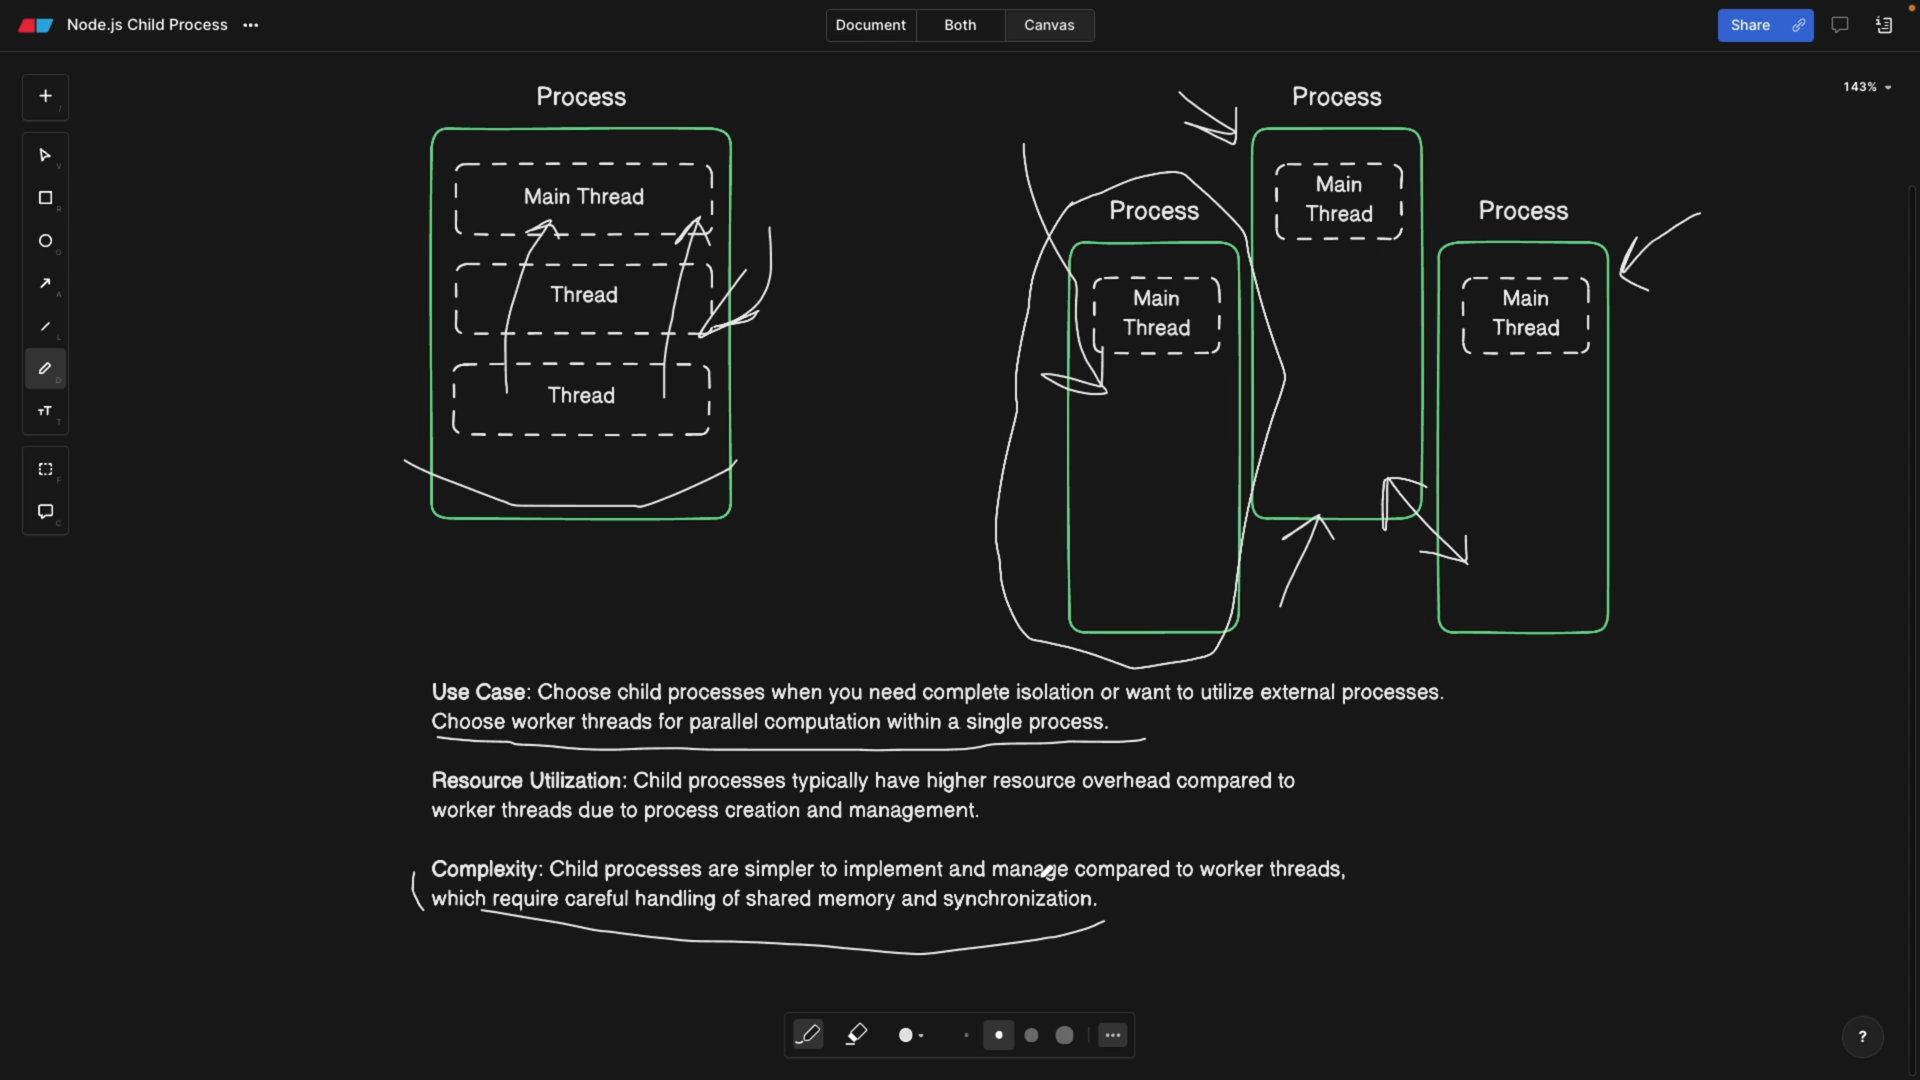 Node.js Child Process
Document
Both
Canvas
Share
143%
Process
Main Thread
Thread
Thread
Process
Main
Thread
Process
Main
Thread
Process
Main
Thread
Use Case: Choose child processes when you need complete isolation or want to utilize external processes.
Choose worker threads for parallel computation within a single process.
Resource Utilization: Child processes typically have higher resource overhead compared to
worker threads due to process creation and management.
Complexity: Child processes are simpler to implement and manage compared to worker threads,
which require careful handling of shared memory and synchronization.
/
V
R
O
A
L
D
TT
T
F
C
?